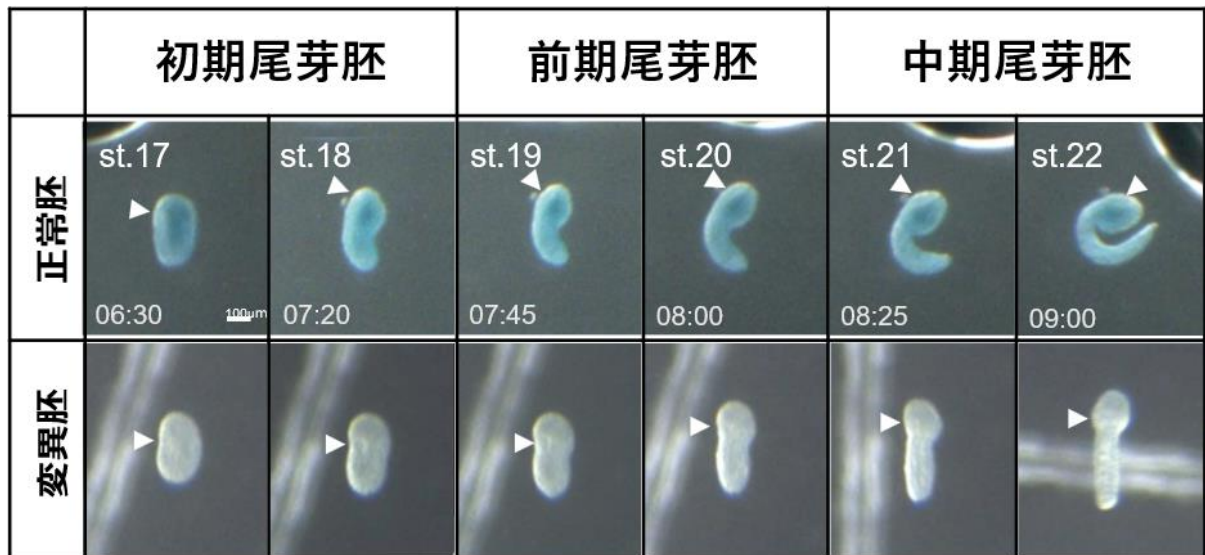 初期尾芽胚 前期尾芽胚 中期尾芽胚
正常胚
st.17 st.18 st.19 st.20 st.21 st.22
06:30 100μm 07:20 07:45 08:00 08:25 09:00
変異胚